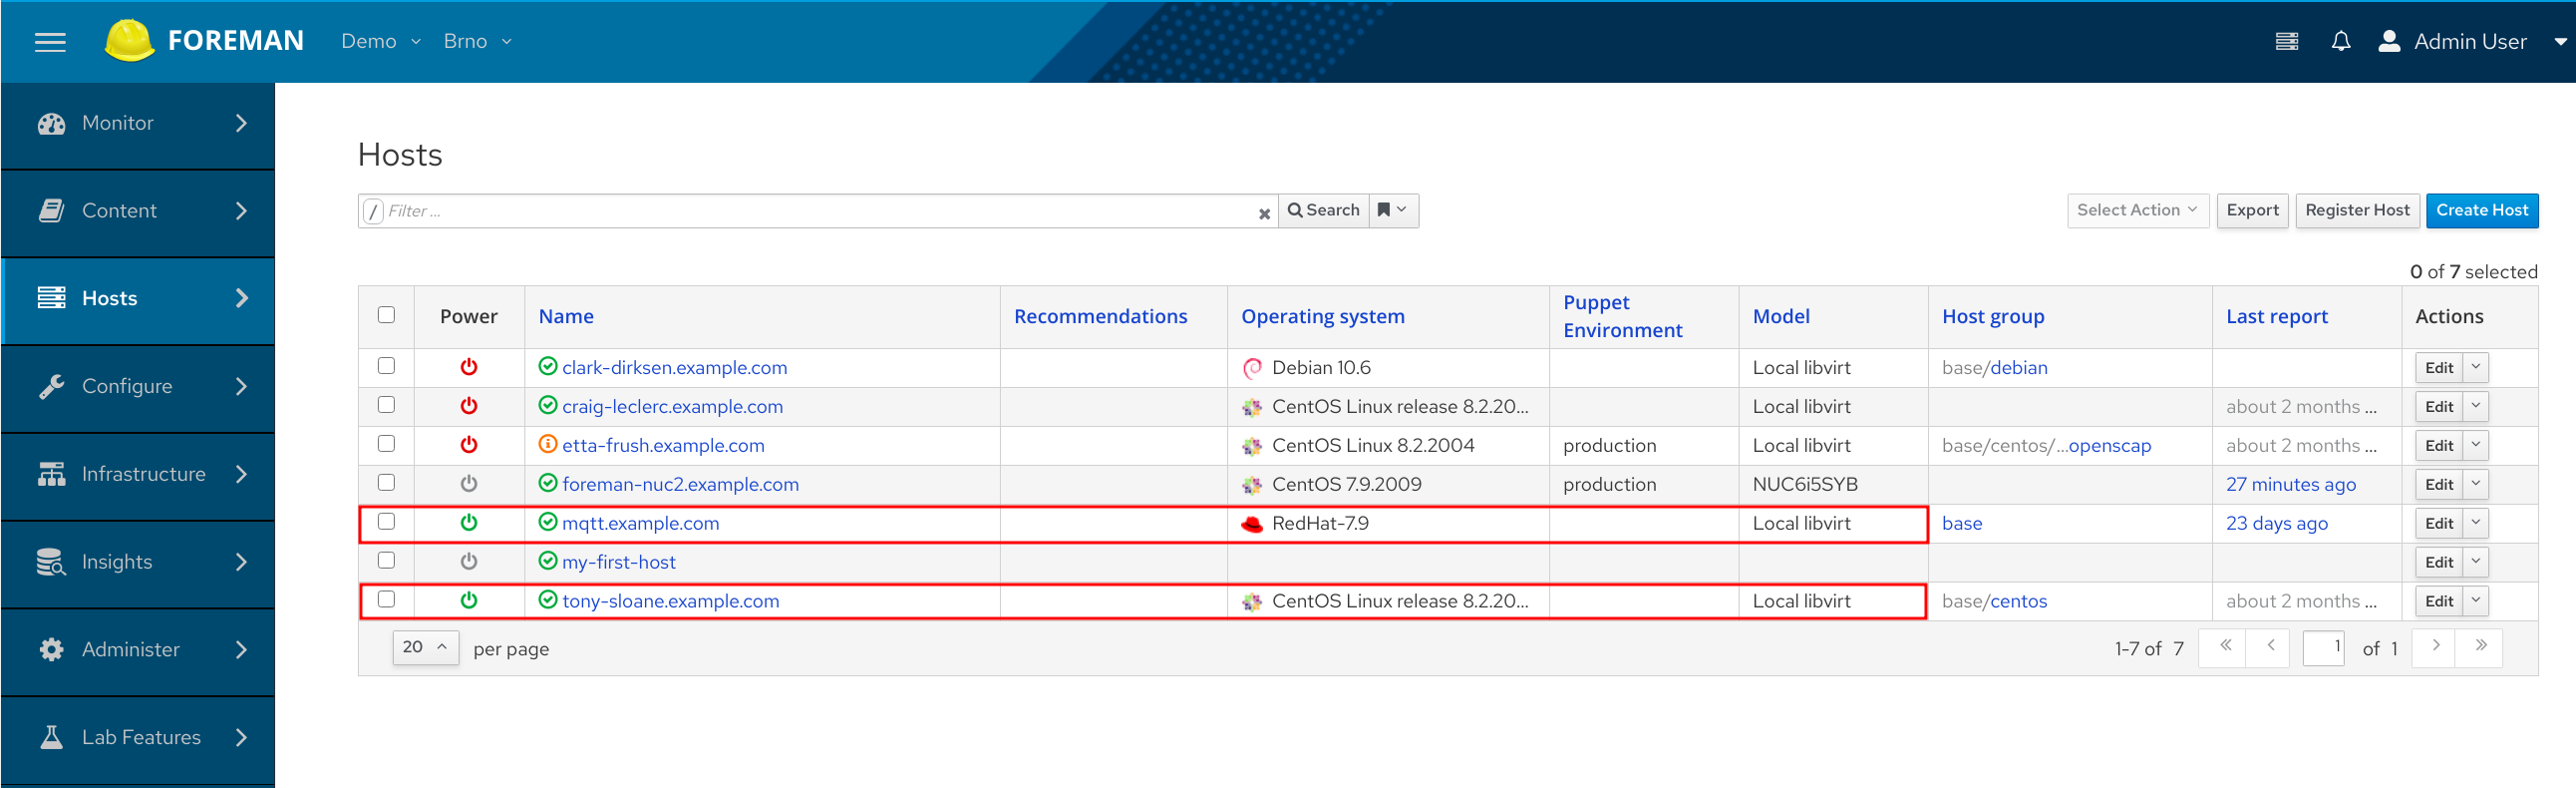 FOREMAN Demo Brno Admin User
Monitor
Content
Hosts
Configure
Infrastructure
Insights
Administer
Lab Features
Hosts
/ Filter ... Search Select Action Export Register Host Create Host
0 of 7 selected
Power Name Recommendations Operating system Puppet Environment Model Host group Last report Actions
clark-dirksen.example.com Debian 10.6 Local libvirt base/debian Edit
craig-leclerc.example.com CentOS Linux release 8.2.20... Local libvirt about 2 months ... Edit
etta-frush.example.com CentOS Linux 8.2.2004 production Local libvirt base/centos/...openscap about 2 months ... Edit
foreman-nuc2.example.com CentOS 7.9.2009 production NUC6i5SYB 27 minutes ago Edit
mqtt.example.com RedHat-7.9 Local libvirt base 23 days ago Edit
my-first-host Edit
tony-sloane.example.com CentOS Linux release 8.2.20... Local libvirt base/centos about 2 months ... Edit
20 per page 1-7 of 7 « < 1 of 1 > »